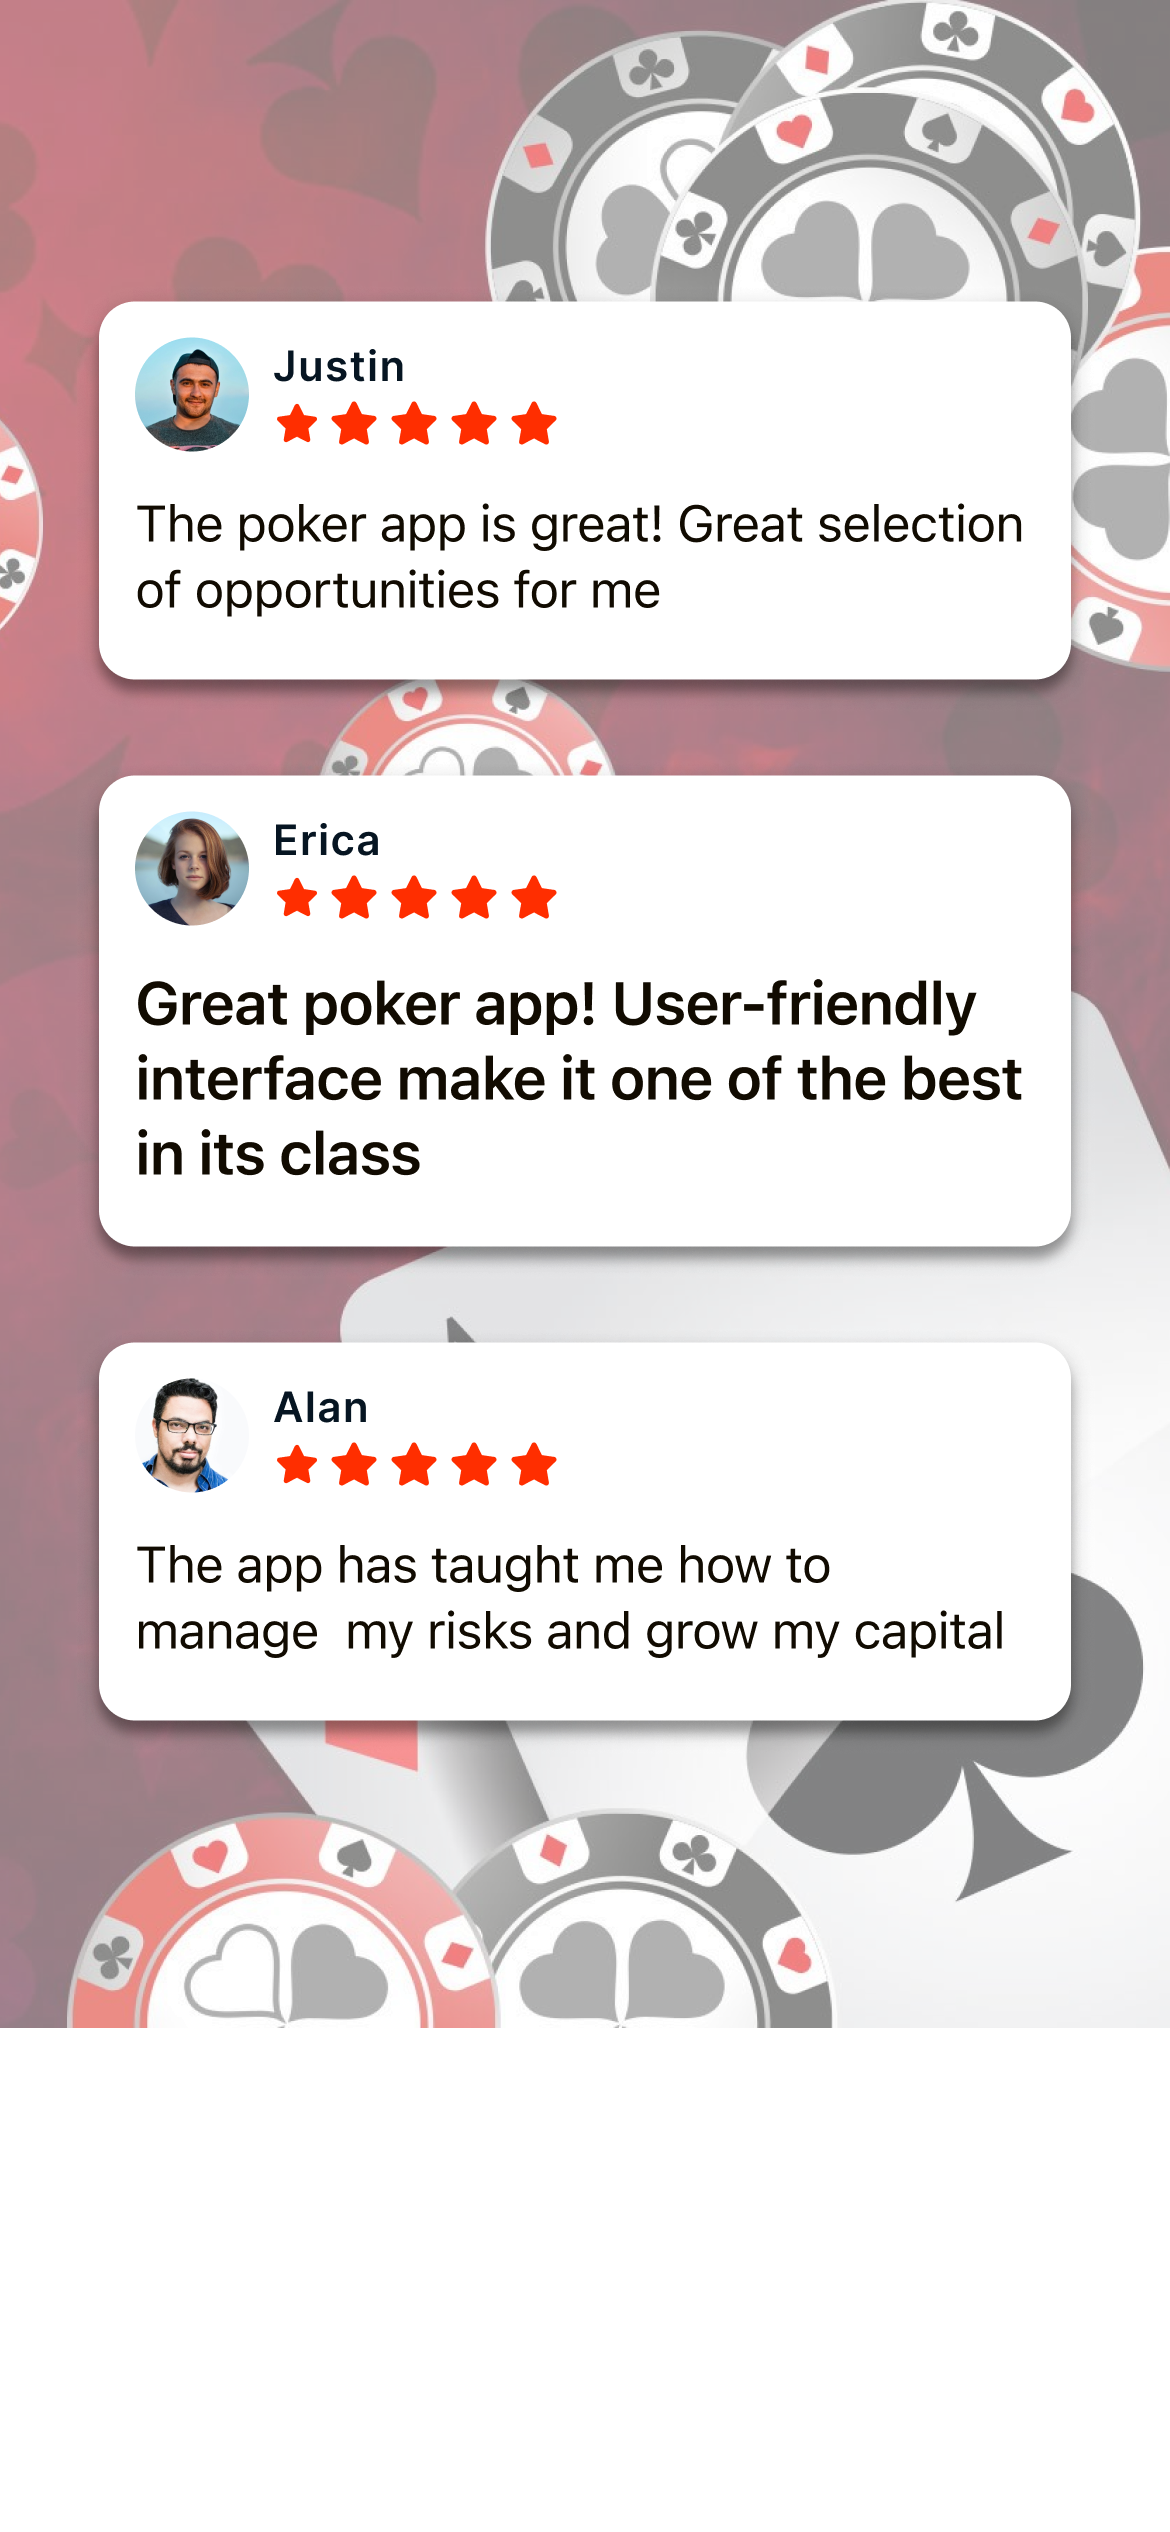 Justin
The poker app is great! Great selection
of opportunities for me
Erica
Great poker app! User-friendly
interface make it one of the best
in its class
Alan
The app has taught me how to
manage  my risks and grow my capital